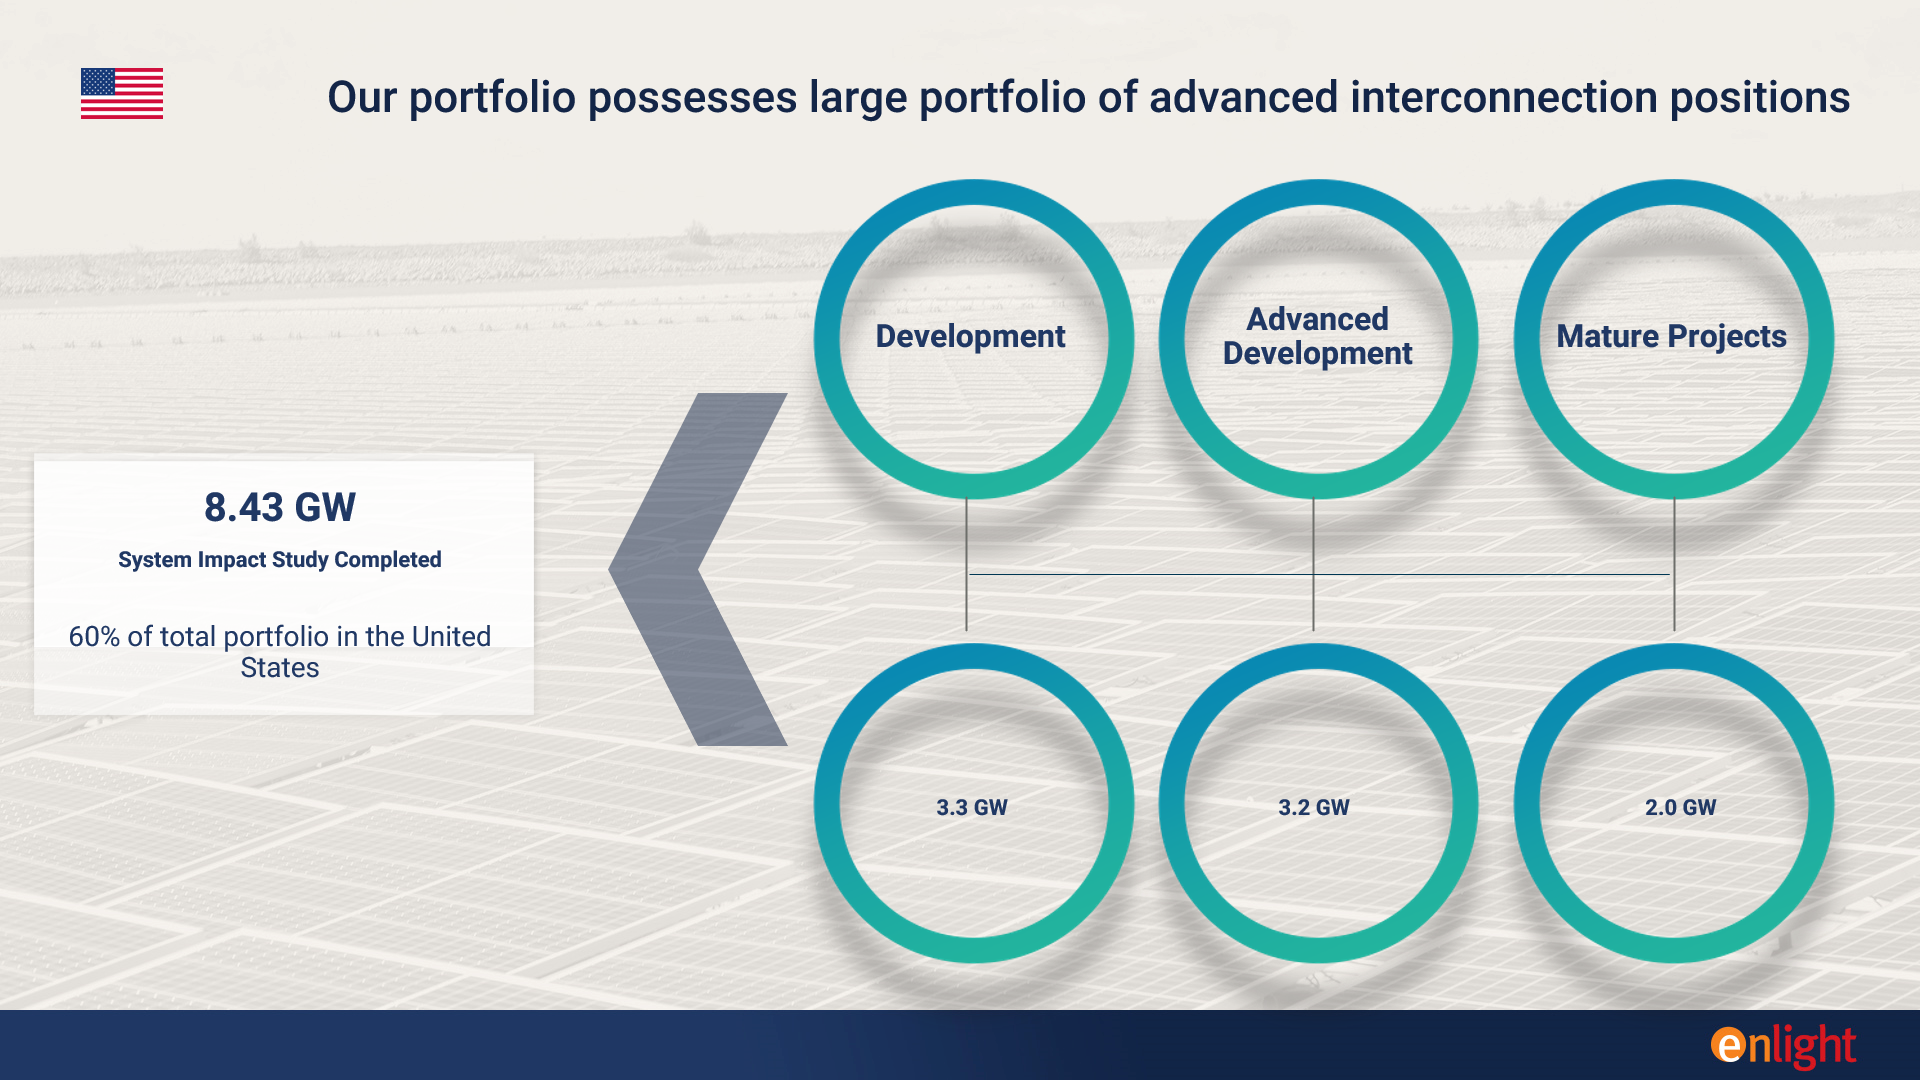 Our portfolio possesses large portfolio of advanced interconnection positions
Development
Advanced
Development
Mature Projects
8.43 GW
System Impact Study Completed
60% of total portfolio in the United
States
3.3 GW
3.2 GW
2.0 GW
enlight